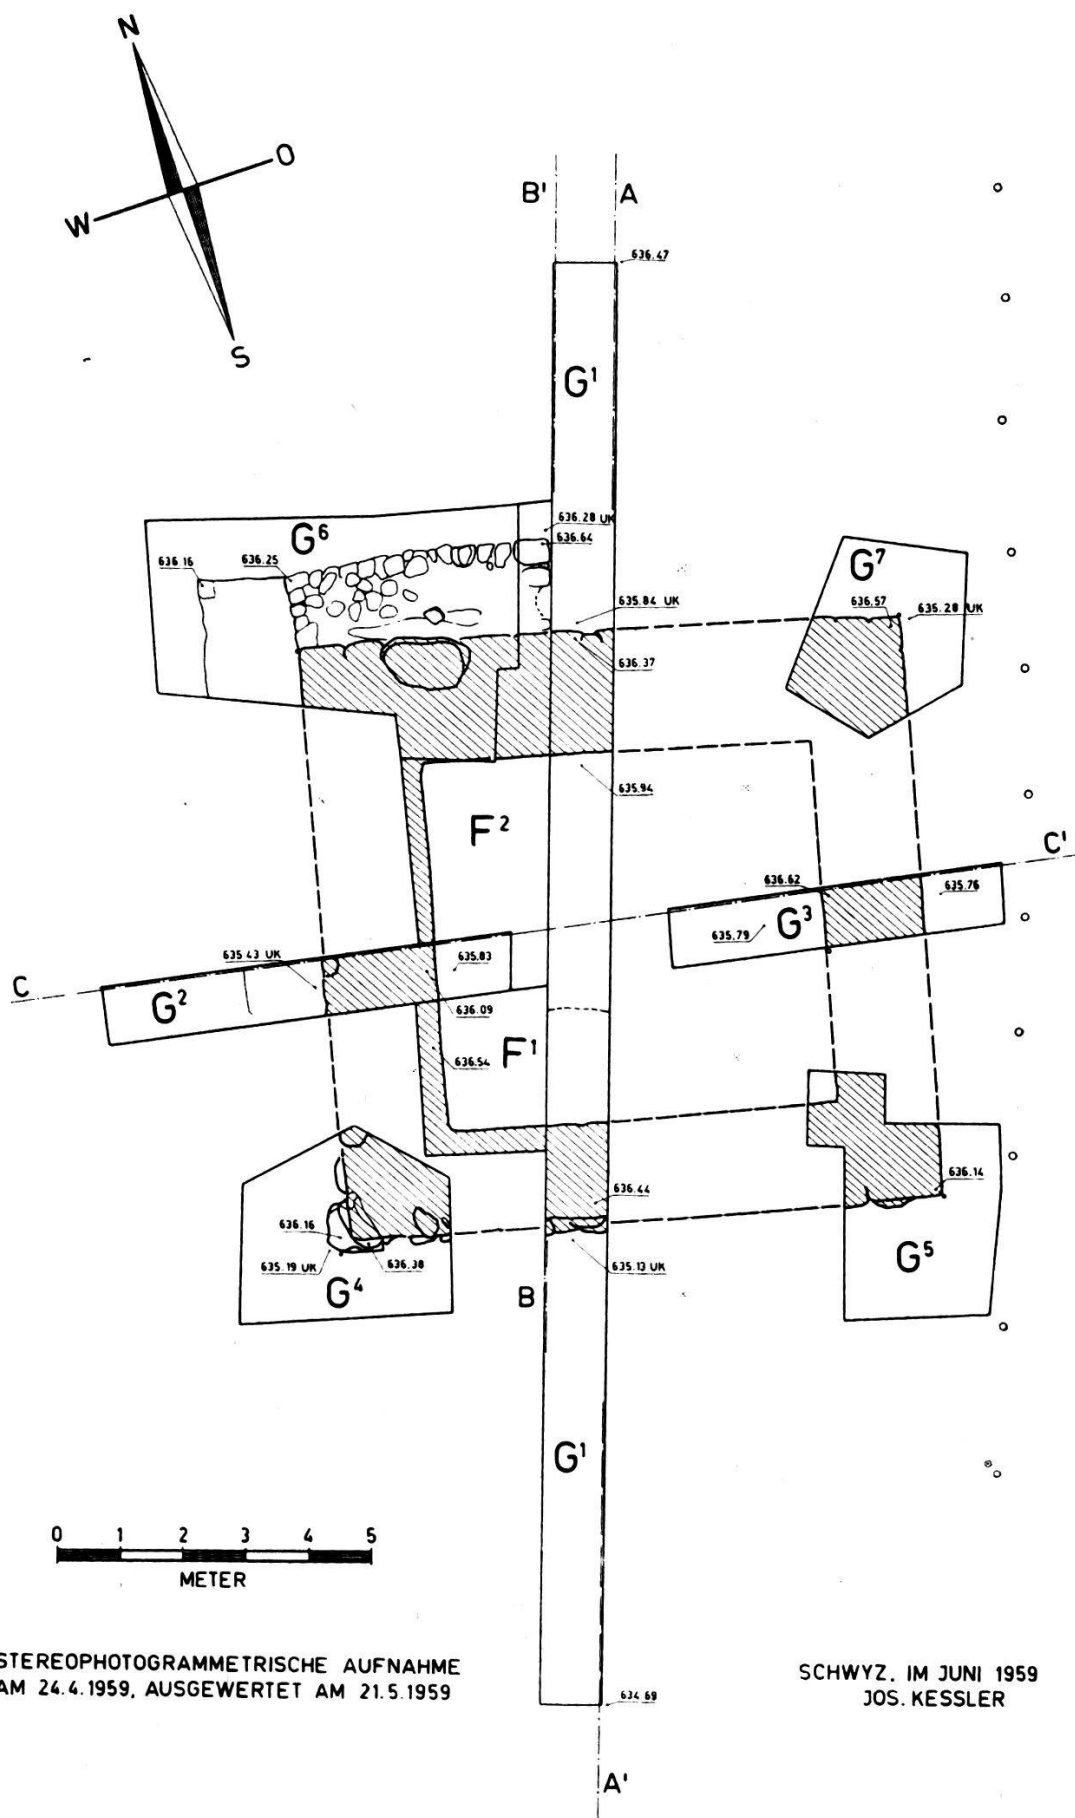 N
O
W
S
B' A
636.47
G¹
G⁶
636.28 UK
636.64
636.16
636.25
G⁷
636.57
635.28 UK
635.84 UK
636.37
635.94
F²
C'
636.62
635.76
G³
635.79
635.43 UK
635.83
C
G²
636.09
F¹
636.54
636.44
636.14
636.16
635.19 UK
636.38
635.13 UK
G⁵
G⁴
B
G¹
0 1 2 3 4 5
METER
STEREOPHOTOGRAMMETRISCHE AUFNAHME
AM 24.4.1959, AUSGEWERTET AM 21.5.1959
SCHWYZ, IM JUNI 1959
JOS. KESSLER
634.69
A'